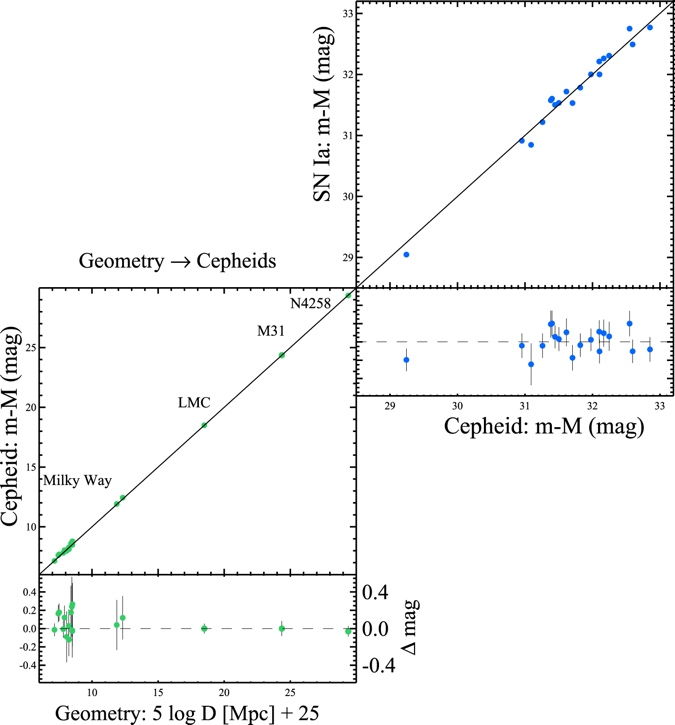 33
32
31
30
29
SN Ia: m-M (mag)
29 30 31 32 33
Cepheid: m-M (mag)
Geometry → Cepheids
N4258
M31
LMC
Milky Way
25
20
15
10
Cepheid: m-M (mag)
0.4
0.2
0.0
-0.2
-0.4
0.4
0.0
-0.4
Δ mag
10 15 20 25
Geometry: 5 log D [Mpc] + 25